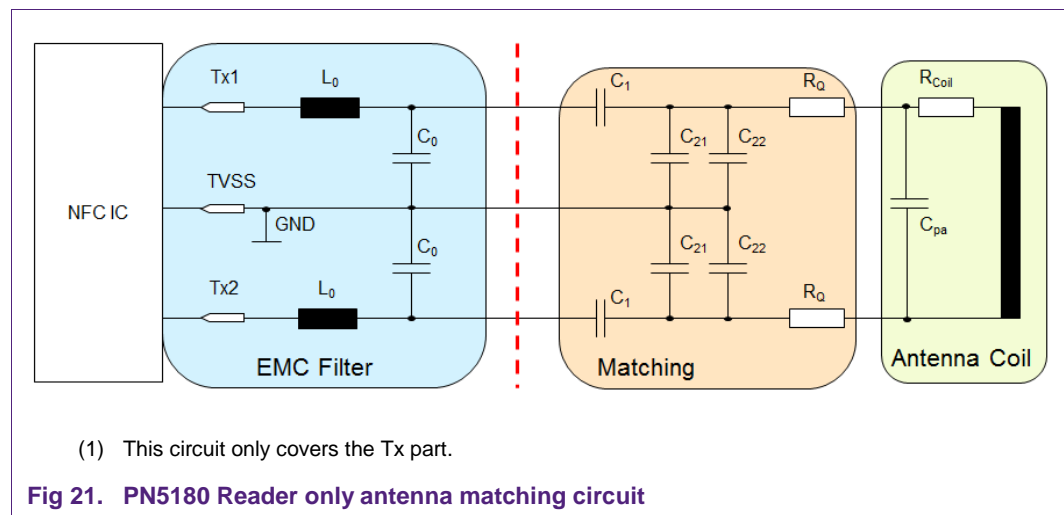 Tx1
L0
C0
TVSS
NFC IC
GND
C0
Tx2
L0
EMC Filter
C1
RQ
C21
C22
C21
C22
C1
RQ
Matching
RCoil
Cpa
Antenna Coil
(1) This circuit only covers the Tx part.
Fig 21. PN5180 Reader only antenna matching circuit